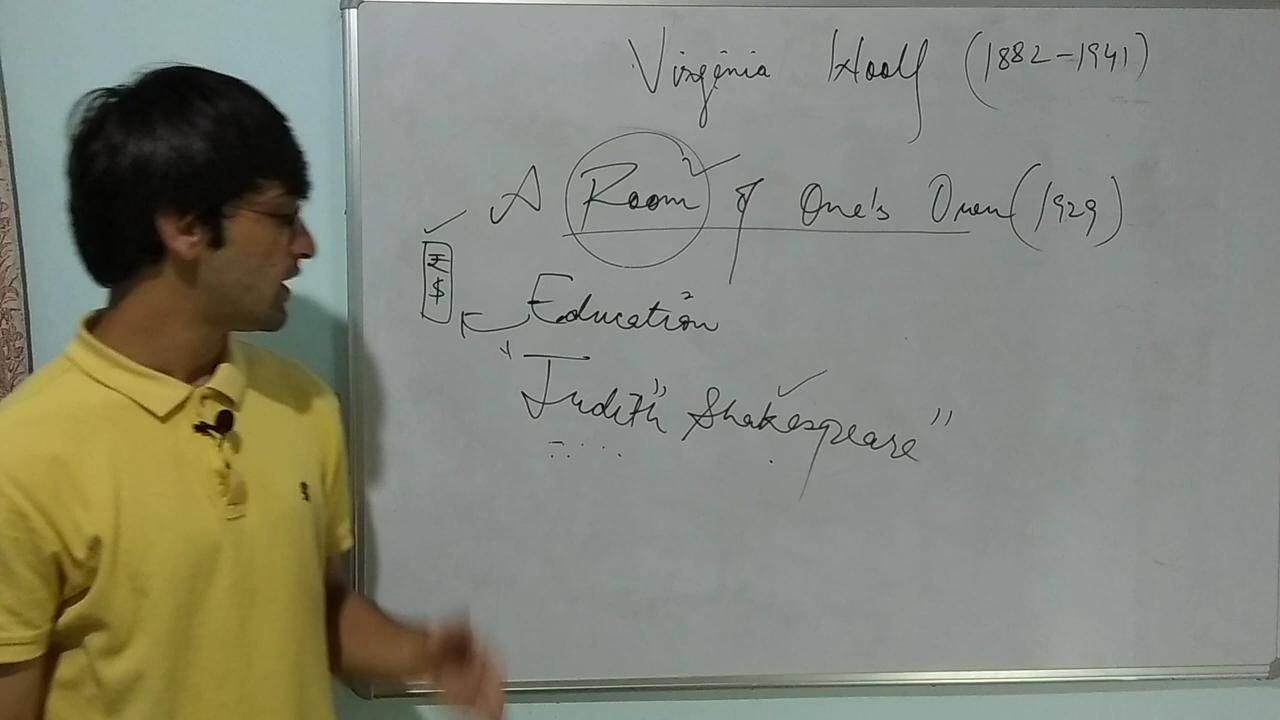 Virginia Woolf (1882-1941)
A Room of One's Own (1929)
₹
$
Education
Judith" Shakespeare"